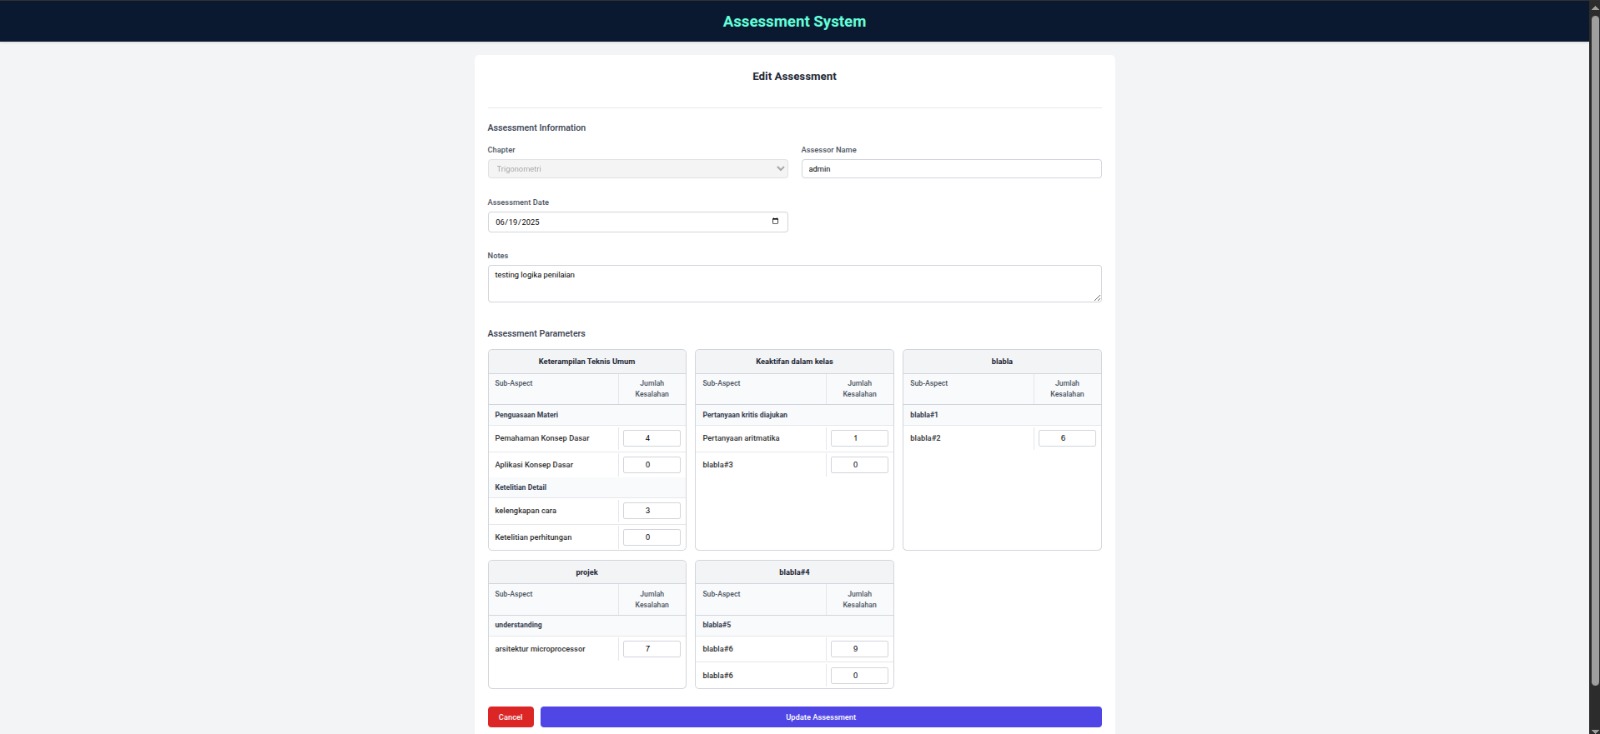 Assessment System
Edit Assessment
Assessment Information
Chapter
Assessor Name
Trigonometri
admin
Assessment Date
06/19/2025
Notes
testing logika penilaian
Assessment Parameters
Keterampilan Teknis Umum
Sub-Aspect
Jumlah
Kesalahan
Penguasaan Materi
Pemahaman Konsep Dasar
4
Aplikasi Konsep Dasar
0
Ketelitian Detail
kelengkapan cara
3
Ketelitian perhitungan
0
Keaktifan dalam kelas
Sub-Aspect
Jumlah
Kesalahan
Pertanyaan kritis diajukan
Pertanyaan aritmatika
1
blabla#3
0
blabla
Sub-Aspect
Jumlah
Kesalahan
blabla#1
blabla#2
6
projek
Sub-Aspect
Jumlah
Kesalahan
understanding
arsitektur microprocessor
7
blabla#4
Sub-Aspect
Jumlah
Kesalahan
blabla#5
blabla#6
9
blabla#6
0
Cancel
Update Assessment